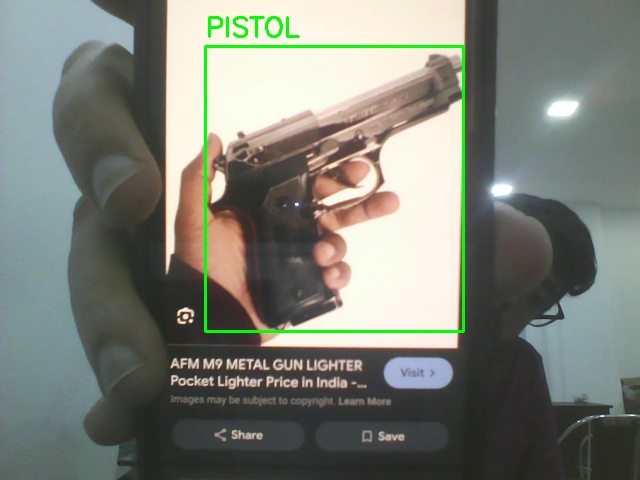 PISTOL
AFM M9 METAL GUN LIGHTER
Pocket Lighter Price in India -...
Visit >
Images may be subject to copyright. Learn More
Share
Save